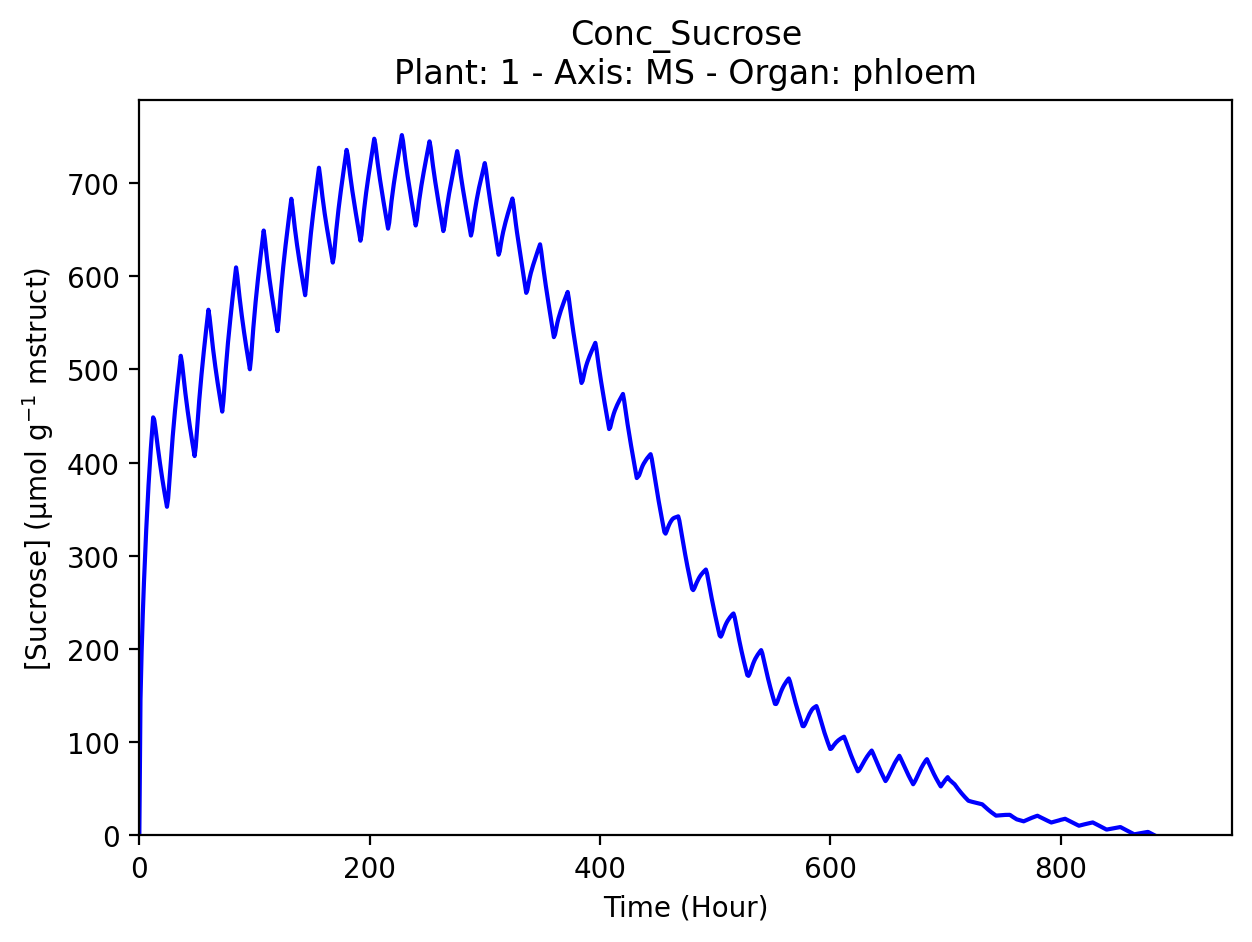 Conc_Sucrose
Plant: 1 - Axis: MS - Organ: phloem
[Sucrose] (µmol g⁻¹ mstruct)
700
600
500
400
300
200
100
0
0 200 400 600 800
Time (Hour)